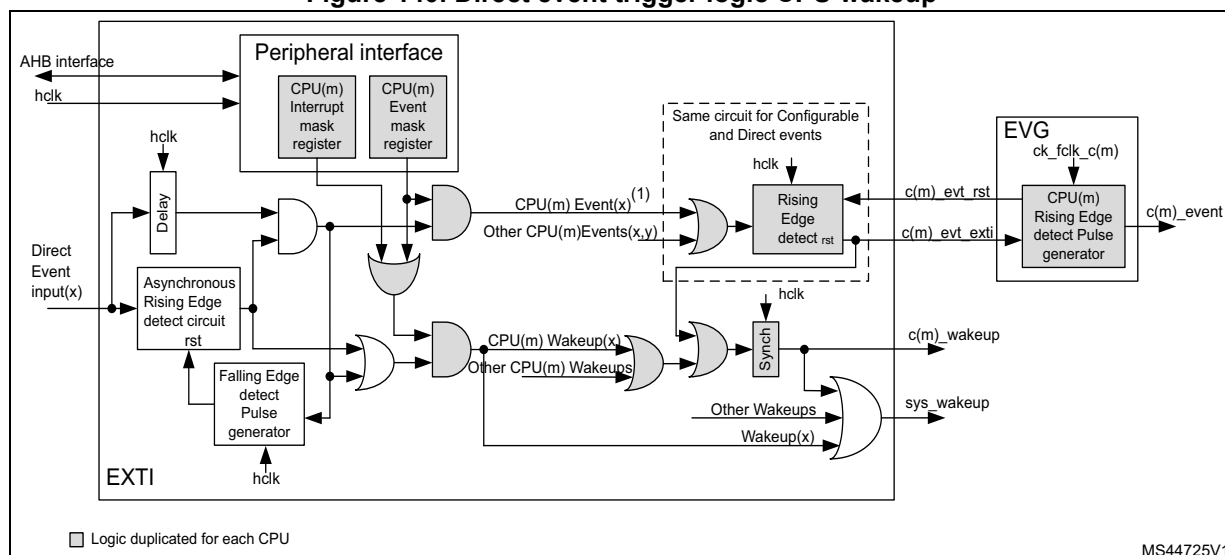 Direct event trigger logic CPU wakeup
AHB interface
hclk
Peripheral interface
CPU(m)
Interrupt
mask
register
CPU(m)
Event
mask
register
hclk
Delay
Direct
Event
input(x)
Asynchronous
Rising Edge
detect circuit
rst
Falling Edge
detect
Pulse
generator
hclk
EXTI
CPU(m) Event(x)(1)
Other CPU(m)Events(x,y)
Same circuit for Configurable
and Direct events
hclk
Rising
Edge
detect rst
c(m)_evt_rst
c(m)_evt_exti
EVG
ck_fclk_c(m)
CPU(m)
Rising Edge
detect Pulse
generator
c(m)_event
CPU(m) Wakeup(x)
Other CPU(m) Wakeups
hclk
Synch
c(m)_wakeup
Other Wakeups
Wakeup(x)
sys_wakeup
Logic duplicated for each CPU
MS44725V1